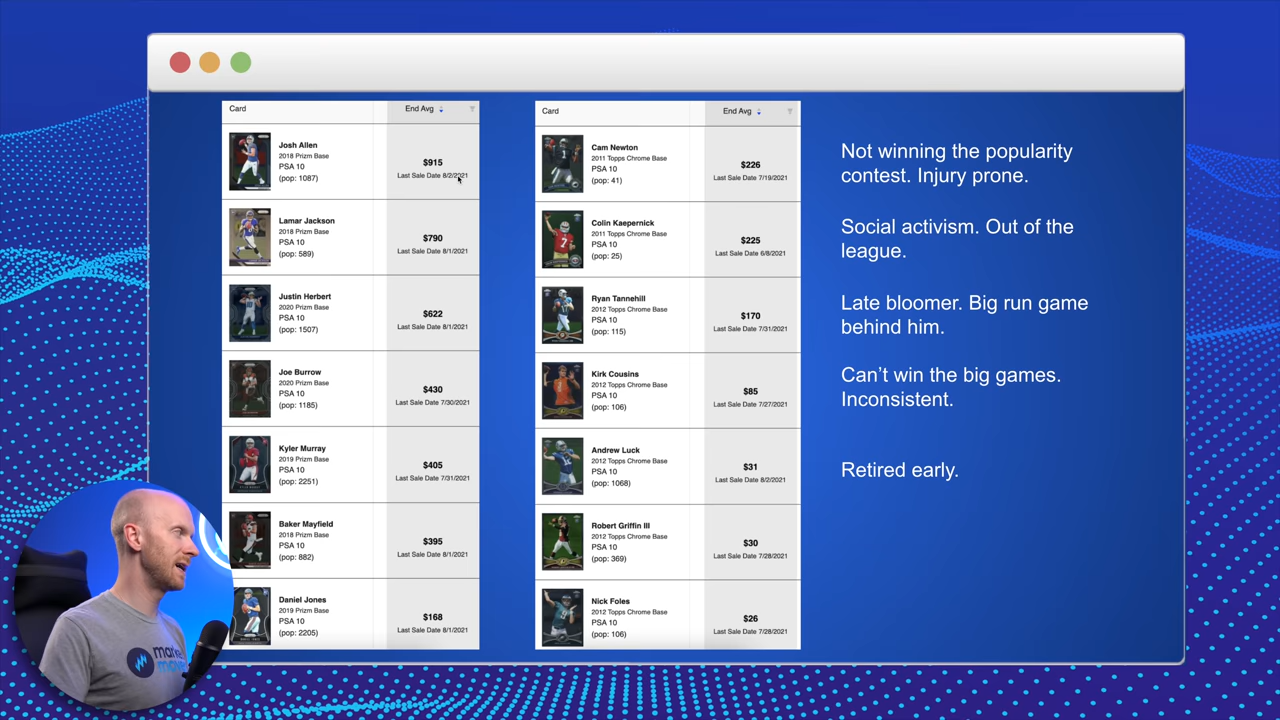 Card
End Avg
Josh Allen
2018 Prizm Base
PSA 10
(pop: 1087)
$915
Last Sale Date 8/2/2021
Lamar Jackson
2018 Prizm Base
PSA 10
(pop: 589)
$790
Last Sale Date 8/1/2021
Justin Herbert
2020 Prizm Base
PSA 10
(pop: 1507)
$622
Last Sale Date 8/1/2021
Joe Burrow
2020 Prizm Base
PSA 10
(pop: 1185)
$430
Last Sale Date 7/30/2021
Kyler Murray
2019 Prizm Base
PSA 10
(pop: 2251)
$405
Last Sale Date 7/31/2021
Baker Mayfield
2018 Prizm Base
PSA 10
(pop: 882)
$395
Last Sale Date 8/1/2021
Daniel Jones
2019 Prizm Base
PSA 10
(pop: 2205)
$168
Last Sale Date 8/1/2021
Card
End Avg
Cam Newton
2011 Topps Chrome Base
PSA 10
(pop: 41)
$226
Last Sale Date 7/19/2021
Colin Kaepernick
2011 Topps Chrome Base
PSA 10
(pop: 25)
$225
Last Sale Date 6/8/2021
Ryan Tannehill
2012 Topps Chrome Base
PSA 10
(pop: 115)
$170
Last Sale Date 7/31/2021
Kirk Cousins
2012 Topps Chrome Base
PSA 10
(pop: 106)
$85
Last Sale Date 7/27/2021
Andrew Luck
2012 Topps Chrome Base
PSA 10
(pop: 1068)
$31
Last Sale Date 8/2/2021
Robert Griffin III
2012 Topps Chrome Base
PSA 10
(pop: 369)
$30
Last Sale Date 7/28/2021
Nick Foles
2012 Topps Chrome Base
PSA 10
(pop: 106)
$26
Last Sale Date 7/28/2021
Not winning the popularity
contest. Injury prone.
Social activism. Out of the
league.
Late bloomer. Big run game
behind him.
Can’t win the big games.
Inconsistent.
Retired early.